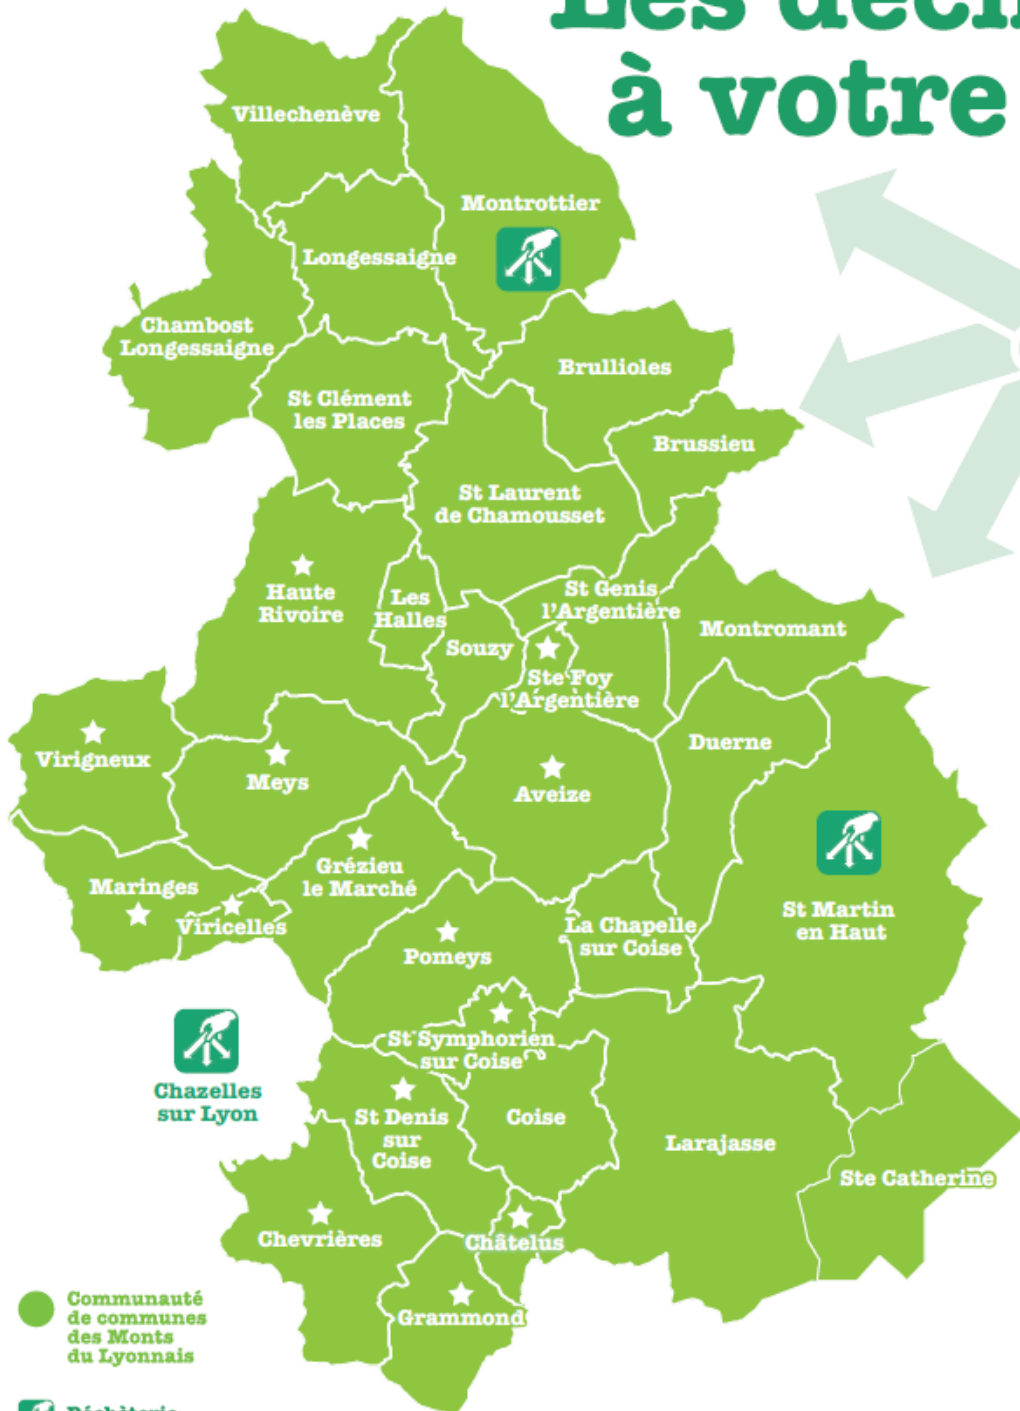 à votre
Villechenève
Montrottier
Longessaigne
Chambost
Longessaigne
Brullioles
St Clément
les Places
Brussieu
St Laurent
de Chamousset
Haute
Rivoire
Les
Halles
St Genis
l'Argentière
Souzy
Montromant
Ste Foy
l'Argentière
Virigneux
Meys
Aveize
Duerne
Grézieu
le Marché
Maringes
Viricelles
Pomeys
La Chapelle
sur Coise
St Martin
en Haut
St Symphorien
sur Coise
Chazelles
sur Lyon
St Denis
sur
Coise
Coise
Larajasse
Ste Catherine
Chevrières
Châtelus
Grammond
Communauté
de communes
des Monts
du Lyonnais